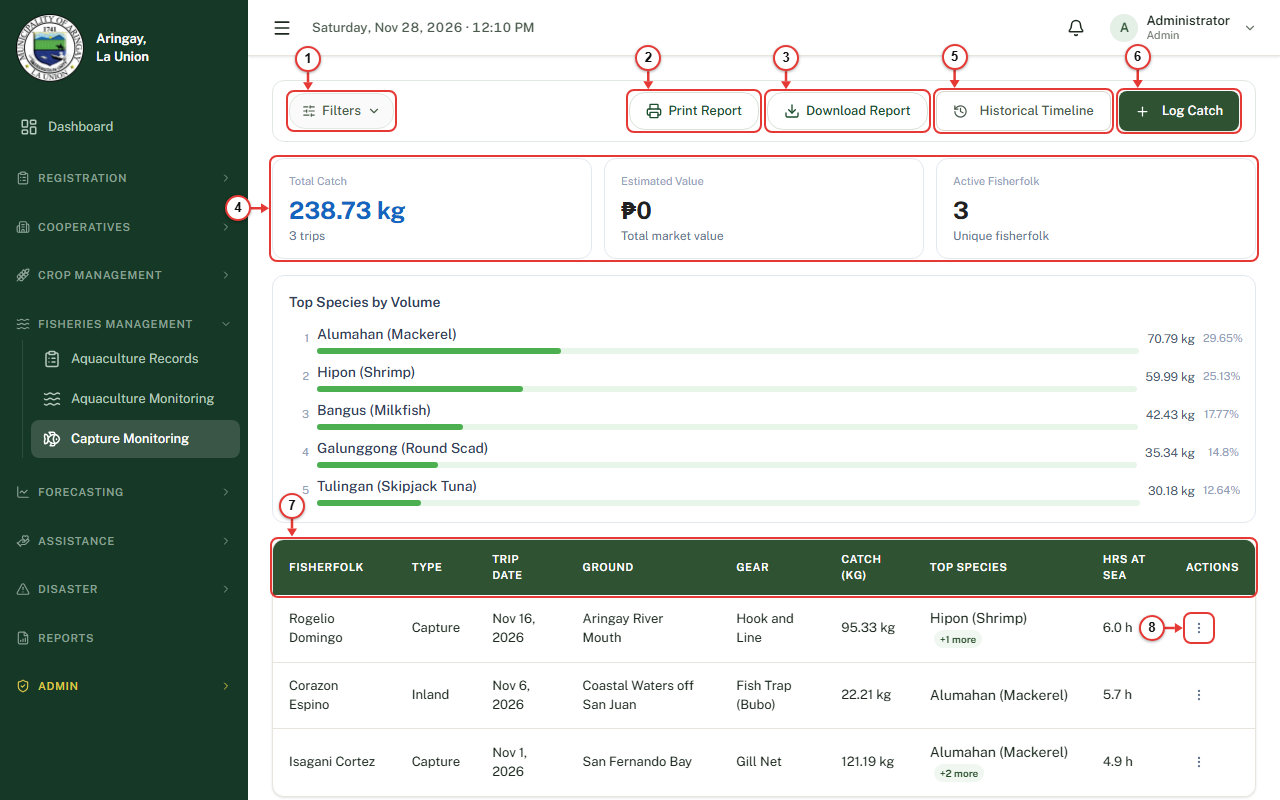 MUNICIPALITY OF ARINGAY
1741
LA UNION
Aringay,
La Union
Saturday, Nov 28, 2026 · 12:10 PM
A
Administrator
Admin
1
2
3
5
6
Filters
Print Report
Download Report
Historical Timeline
Log Catch
Dashboard
REGISTRATION
COOPERATIVES
CROP MANAGEMENT
FISHERIES MANAGEMENT
Aquaculture Records
Aquaculture Monitoring
Capture Monitoring
FORECASTING
ASSISTANCE
DISASTER
REPORTS
ADMIN
4
Total Catch
238.73 kg
3 trips
Estimated Value
₱0
Total market value
Active Fisherfolk
3
Unique fisherfolk
Top Species by Volume
1 Alumahan (Mackerel) 70.79 kg 29.65%
2 Hipon (Shrimp) 59.99 kg 25.13%
3 Bangus (Milkfish) 42.43 kg 17.77%
4 Galunggong (Round Scad) 35.34 kg 14.8%
5 Tulingan (Skipjack Tuna) 30.18 kg 12.64%
7
FISHERFOLK TYPE TRIP DATE GROUND GEAR CATCH (KG) TOP SPECIES HRS AT SEA ACTIONS
Rogelio Domingo Capture Nov 16, 2026 Aringay River Mouth Hook and Line 95.33 kg Hipon (Shrimp) +1 more 6.0 h
8
Corazon Espino Inland Nov 6, 2026 Coastal Waters off San Juan Fish Trap (Bubo) 22.21 kg Alumahan (Mackerel) 5.7 h
Isagani Cortez Capture Nov 1, 2026 San Fernando Bay Gill Net 121.19 kg Alumahan (Mackerel) +2 more 4.9 h